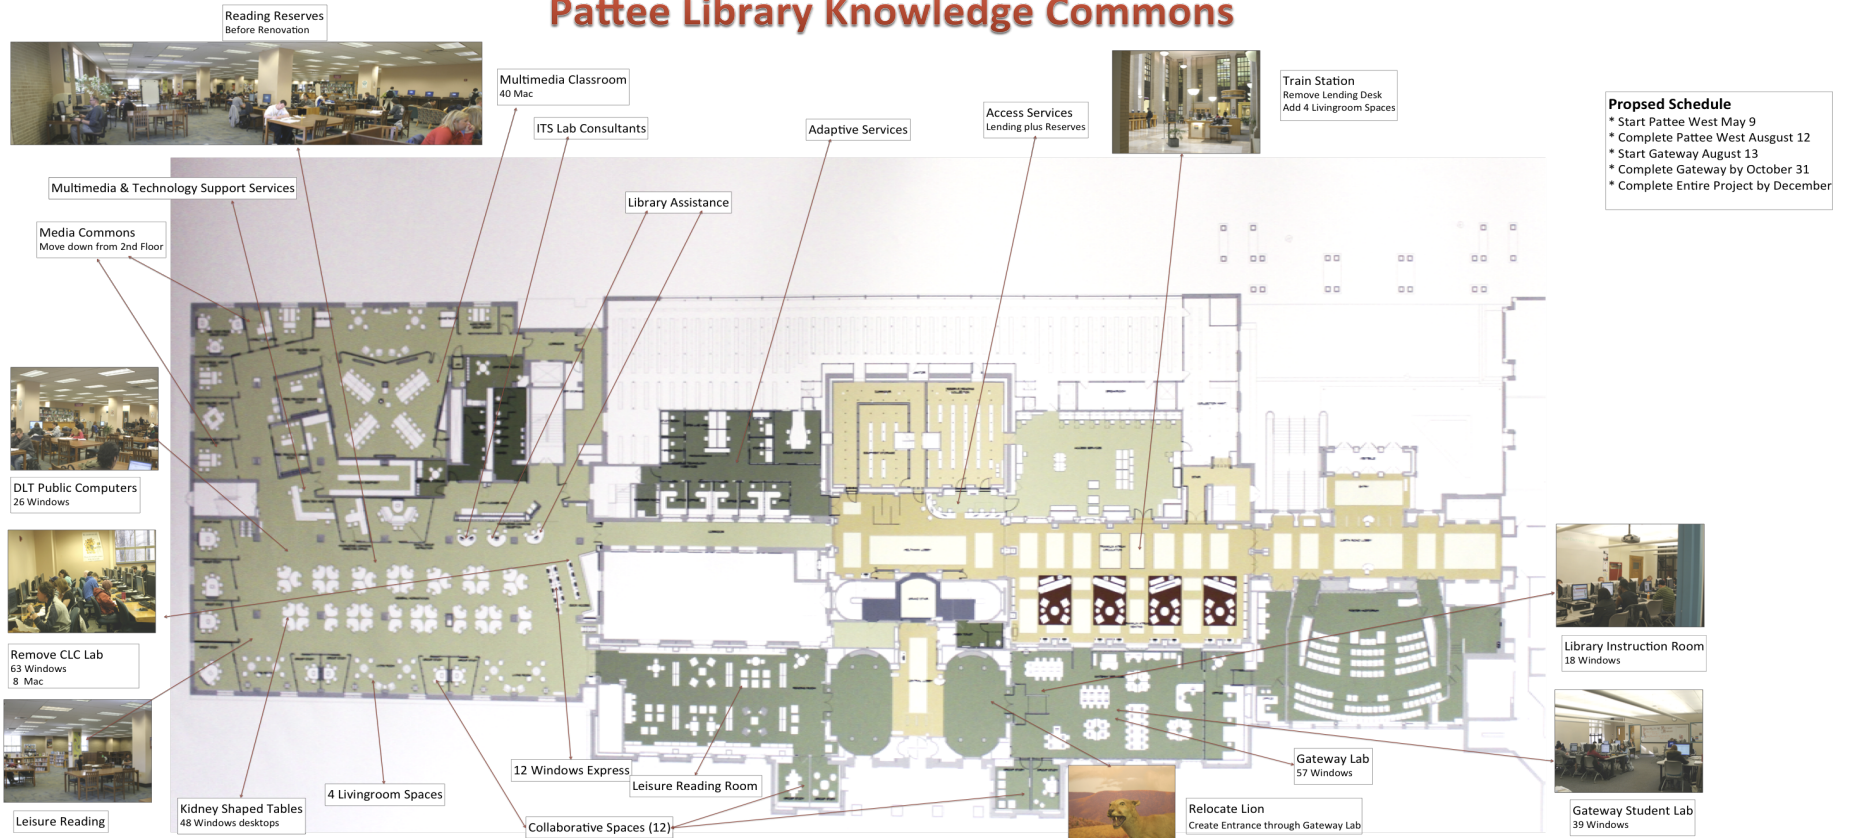 Pattee Library Knowledge Commons
Reading Reserves
Before Renovation
Multimedia Classroom
40 Mac
ITS Lab Consultants
Adaptive Services
Access Services
Lending plus Reserves
Train Station
Remove Lending Desk
Add 4 Livingroom Spaces
Propsed Schedule
* Start Pattee West May 9
* Complete Pattee West Ausgust 12
* Start Gateway August 13
* Complete Gateway by October 31
* Complete Entire Project by December
Multimedia & Technology Support Services
Library Assistance
Media Commons
Move down from 2nd Floor
DLT Public Computers
26 Windows
Remove CLC Lab
63 Windows
8 Mac
Leisure Reading
Kidney Shaped Tables
48 Windows desktops
4 Livingroom Spaces
12 Windows Express
Leisure Reading Room
Collaborative Spaces (12)
Relocate Lion
Create Entrance through Gateway Lab
Gateway Lab
57 Windows
Library Instruction Room
18 Windows
Gateway Student Lab
39 Windows